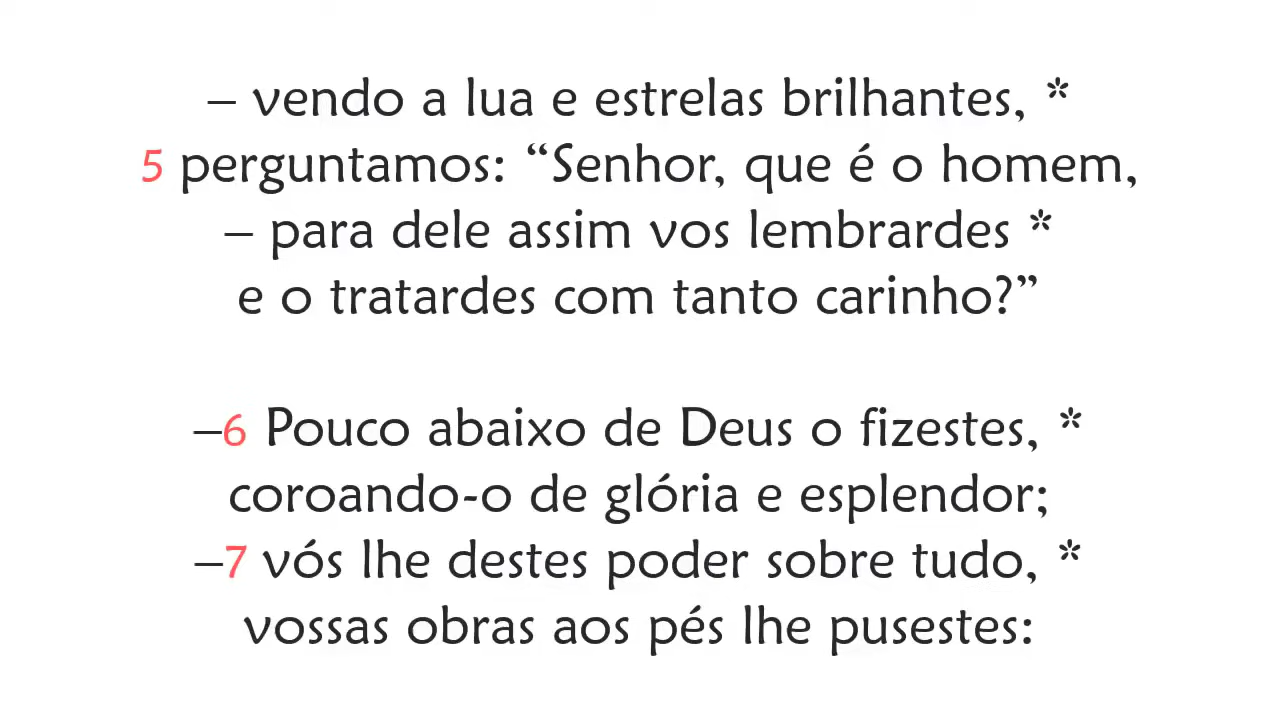 – vendo a lua e estrelas brilhantes, *
5 perguntamos: “Senhor, que é o homem,
– para dele assim vos lembrardes *
e o tratardes com tanto carinho?”
–6 Pouco abaixo de Deus o fizestes, *
coroando-o de glória e esplendor;
–7 vós lhe destes poder sobre tudo, *
vossas obras aos pés lhe pusestes: